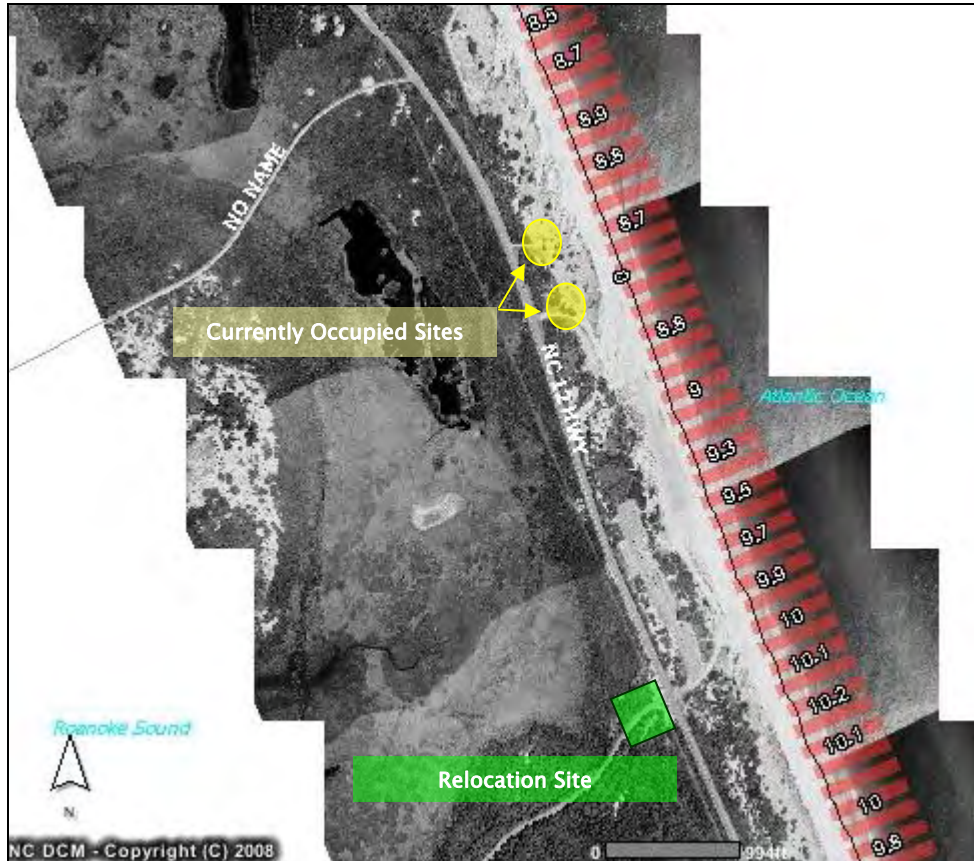 8.5
8.7
8.9
8.8
8.7
9
8.8
9
9.3
9.5
9.7
9.9
10
10.1
10.2
10.1
10
9.8
NO NAME
Currently Occupied Sites
NC 12 HWY
Atlantic Ocean
Roanoke Sound
Relocation Site
N
NC DCM - Copyright (C) 2008
0 994ft